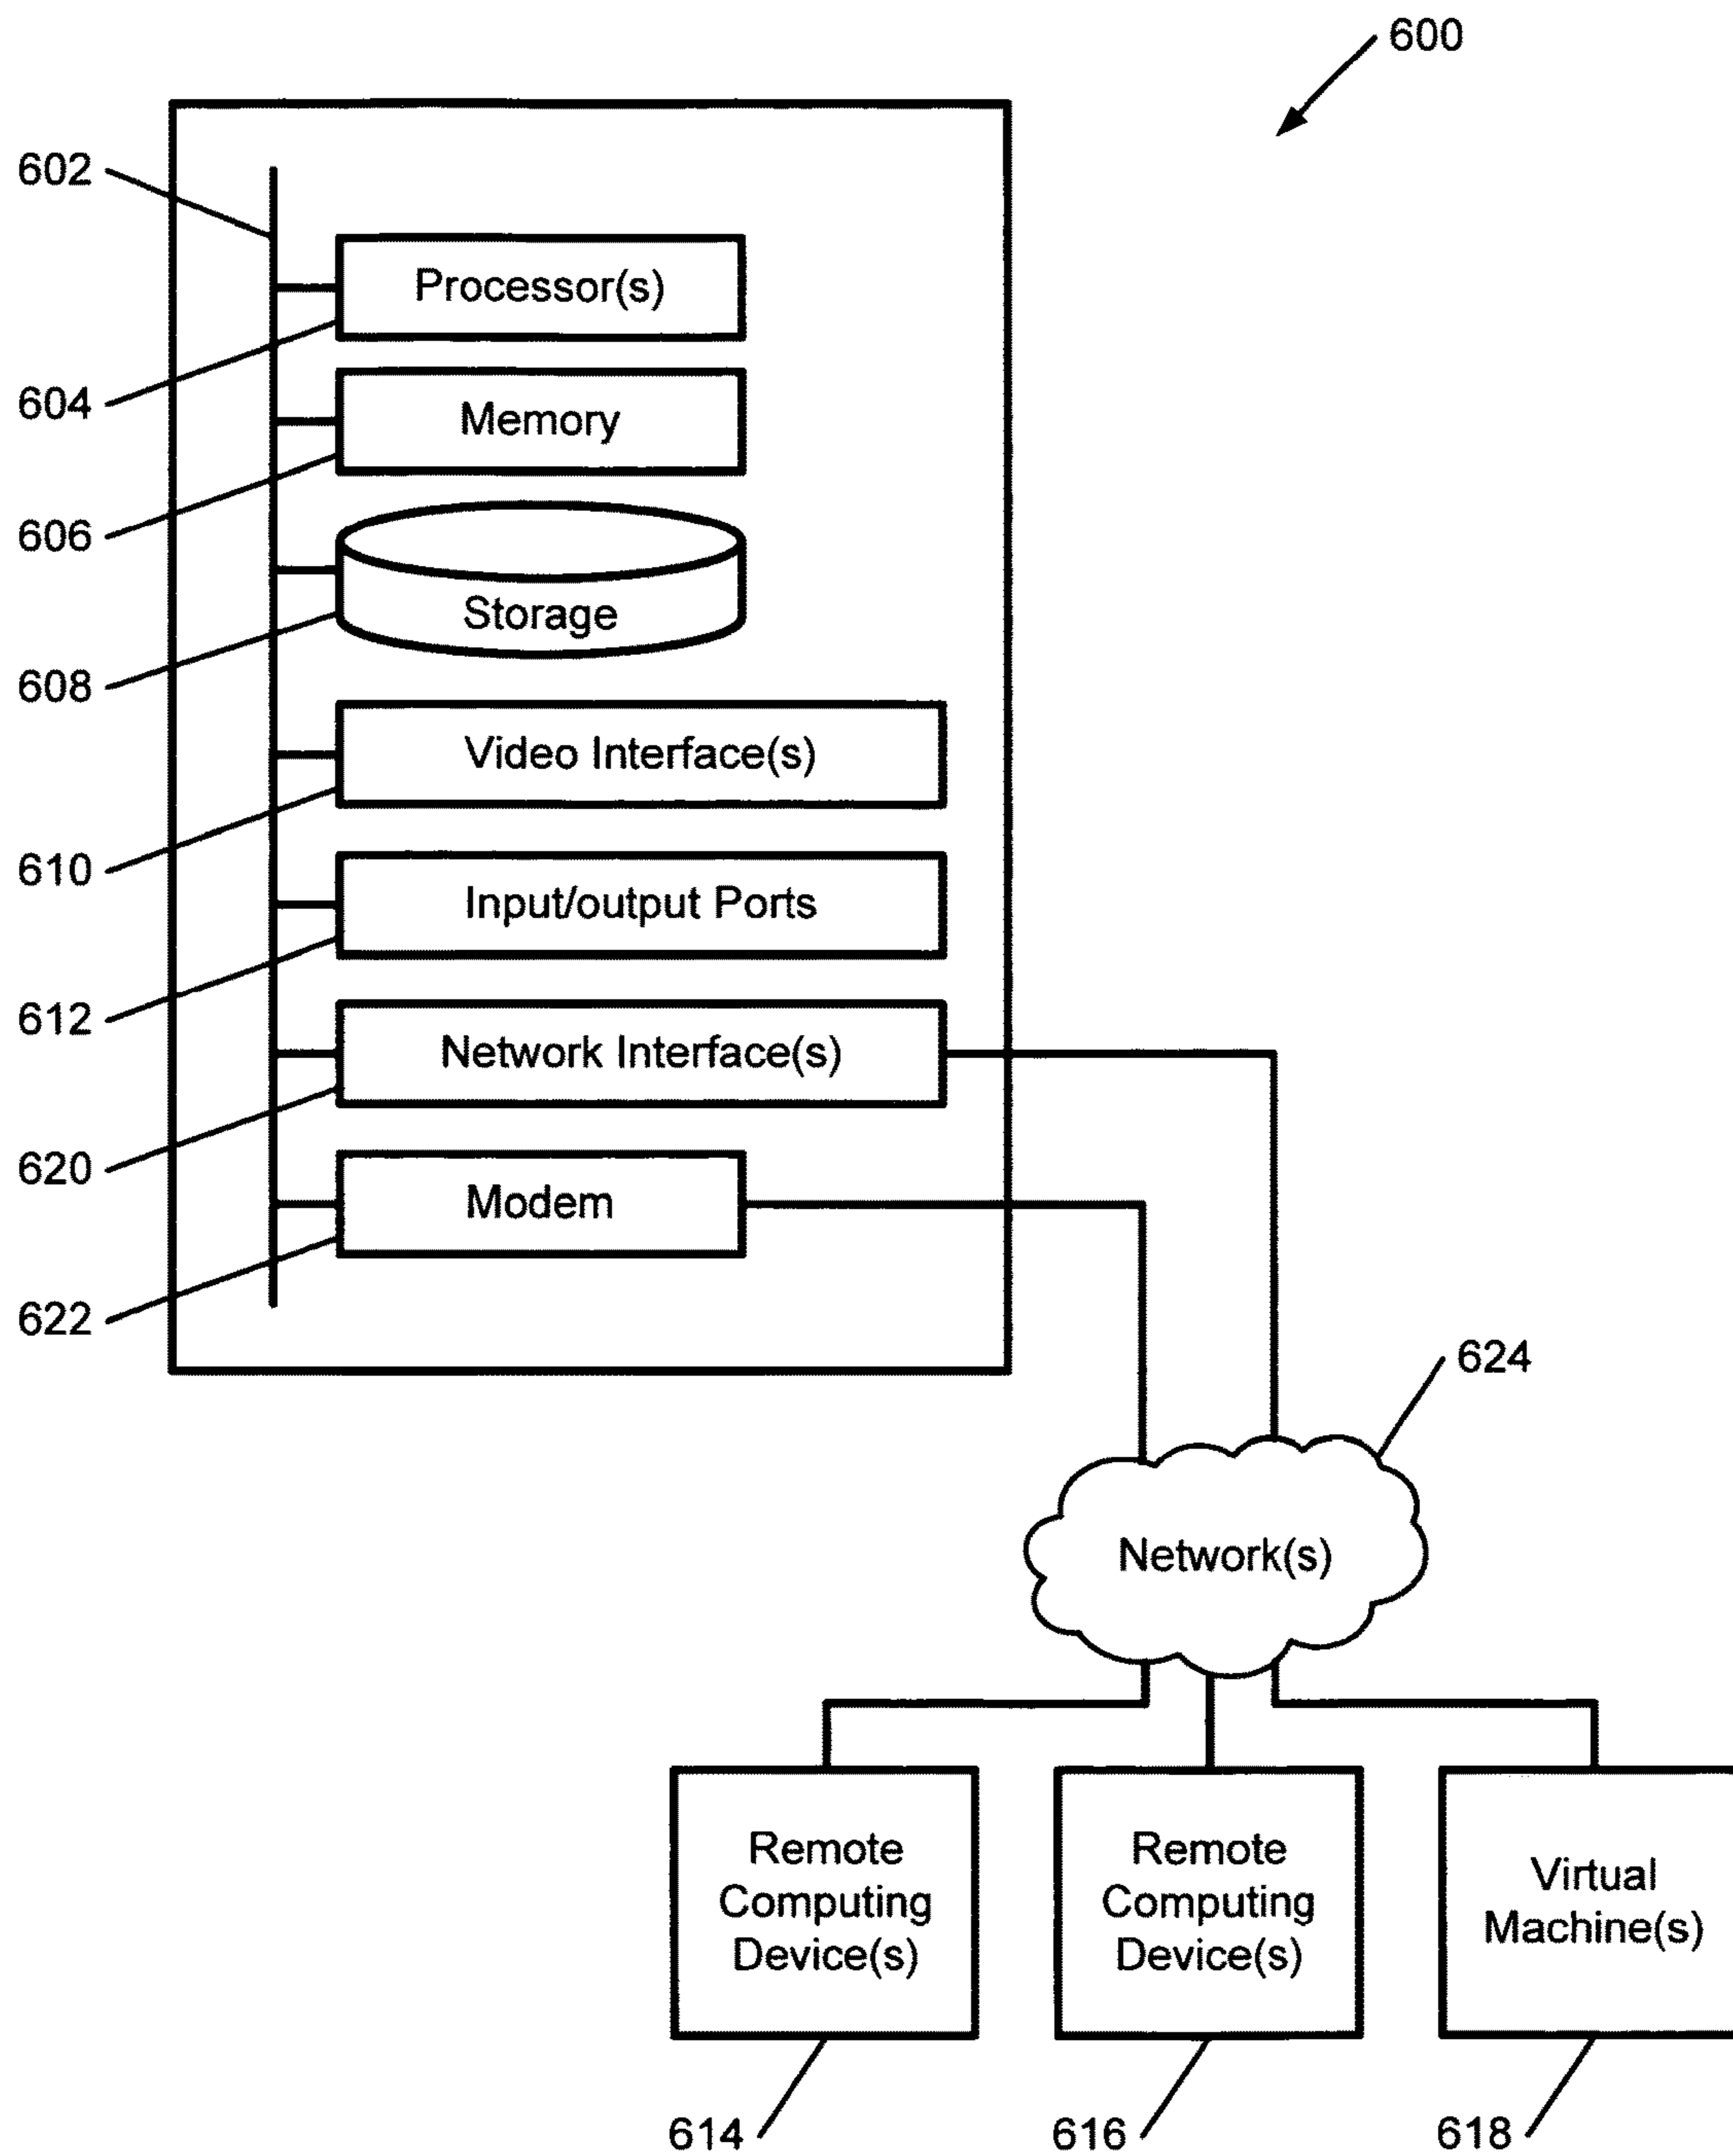 600
602
Processor(s)
604
Memory
606
Storage
608
Video Interface(s)
610
Input/output Ports
612
Network Interface(s)
620
Modem
622
624
Network(s)
Remote
Computing
Device(s)
Remote
Computing
Device(s)
Virtual
Machine(s)
614
616
618